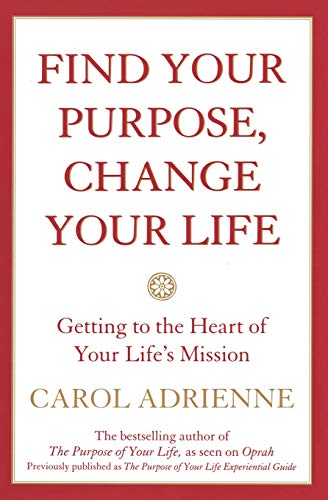 FIND YOUR
PURPOSE,
CHANGE
YOUR LIFE
Getting to the Heart of
Your Life's Mission
CAROL ADRIENNE
The bestselling author of
The Purpose of Your Life, as seen on Oprah
Previously published as The Purpose of Your Life Experiential Guide